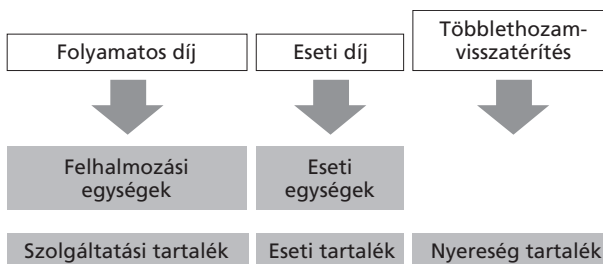 Folyamatos díj
Eseti díj
Többlethozam-
visszatérítés
Felhalmozási
egységek
Eseti
egységek
Szolgáltatási tartalék
Eseti tartalék
Nyereség tartalék